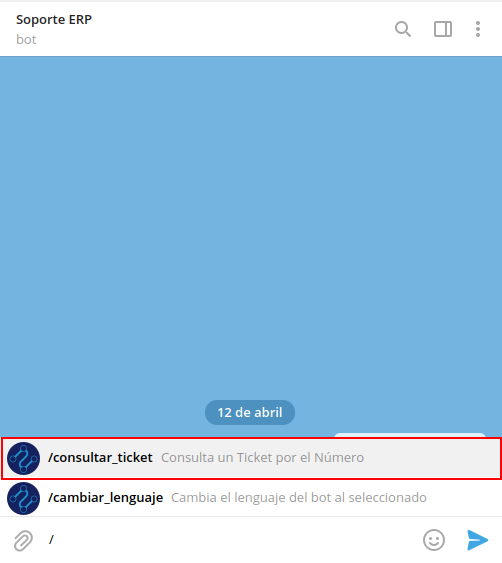 Soporte ERP
bot
12 de abril
/consultar_ticket Consulta un Ticket por el Número
/cambiar_lenguaje Cambia el lenguaje del bot al seleccionado
/